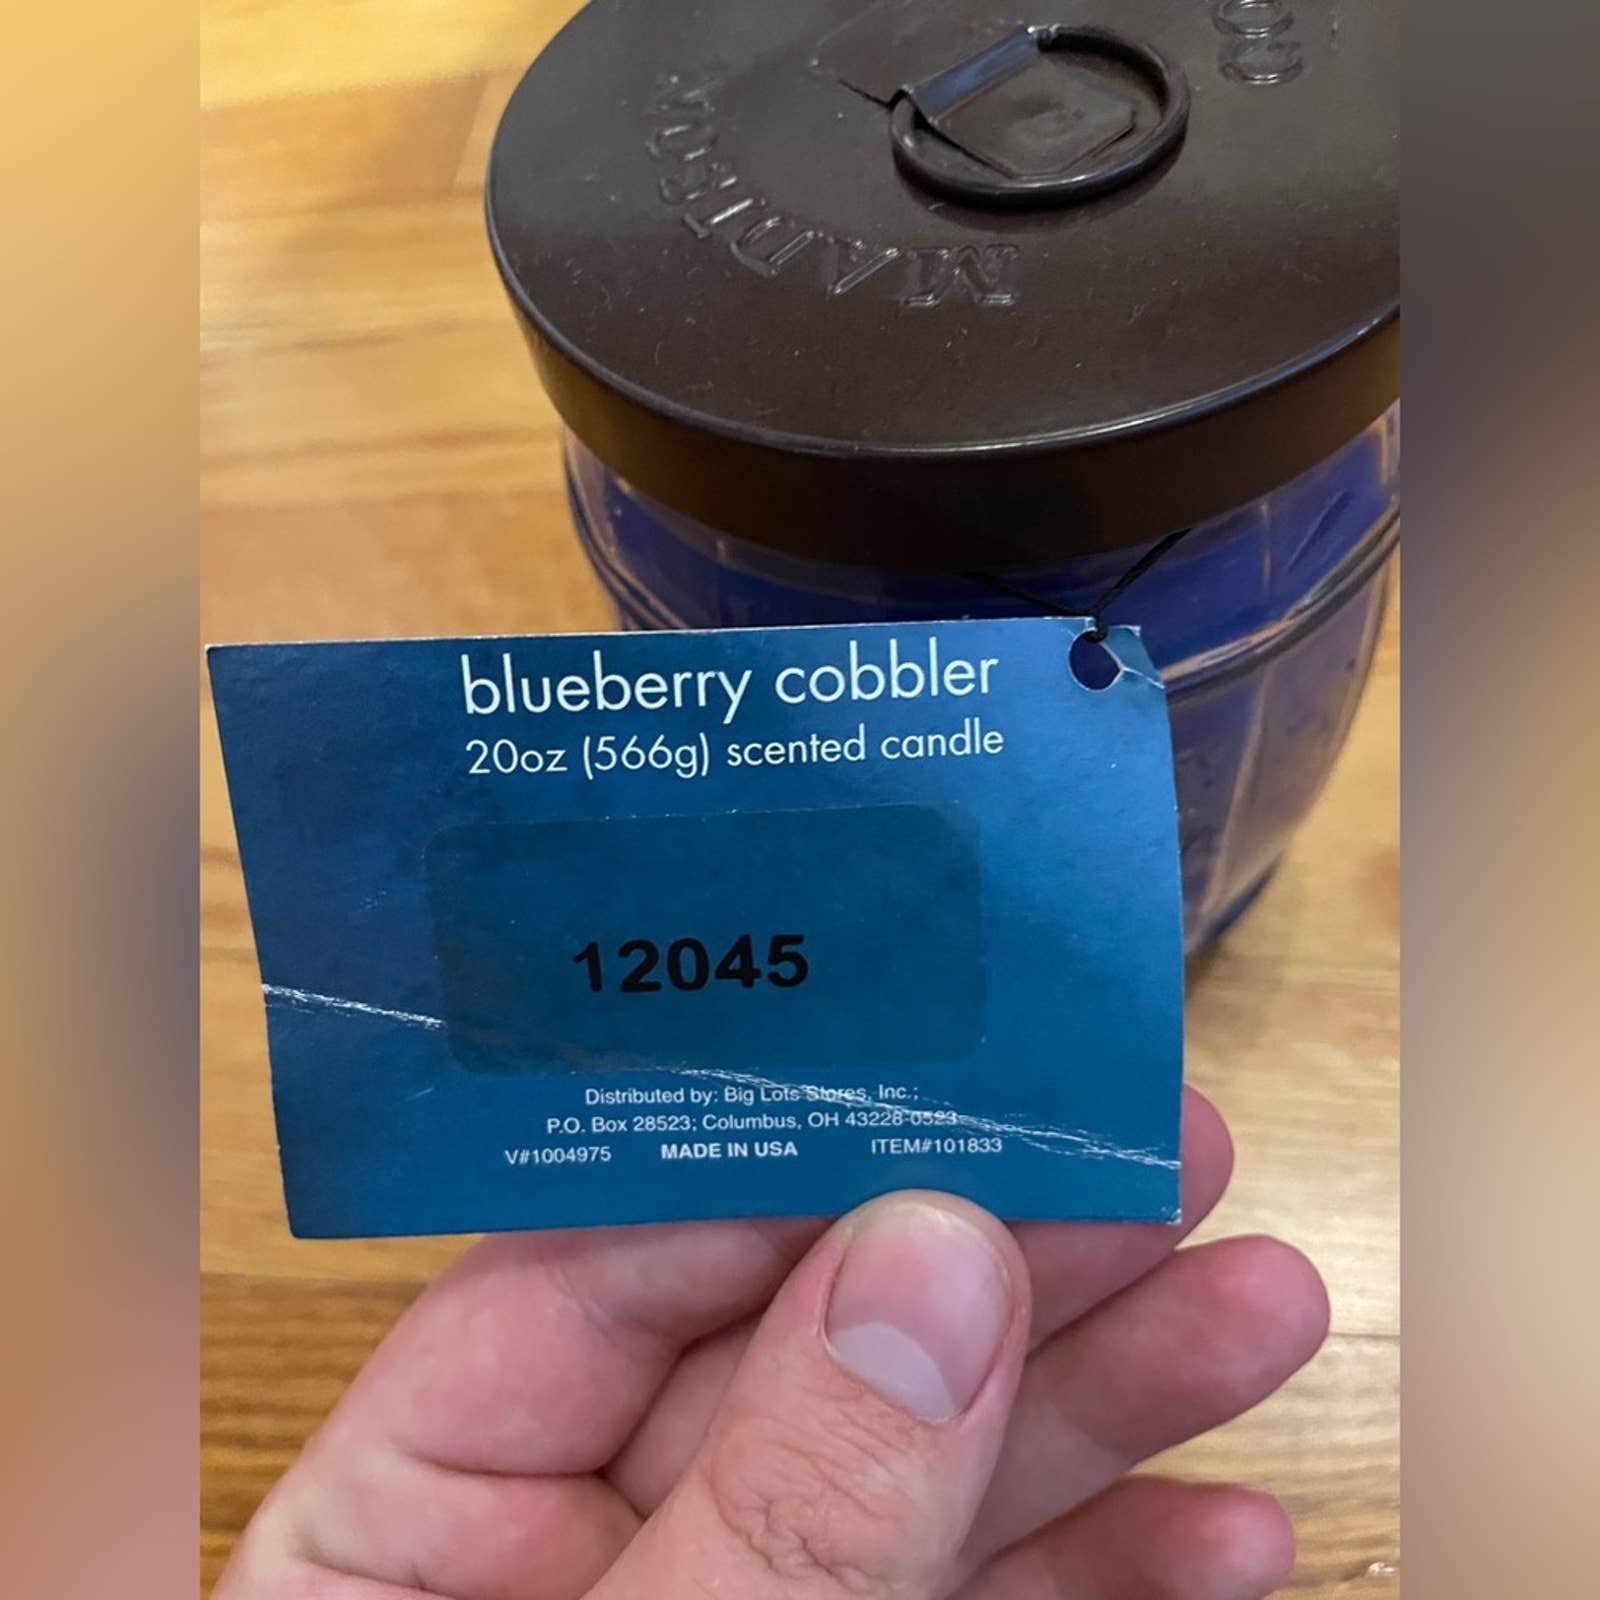 blueberry cobbler
20oz (566g) scented candle
12045
Distributed by: Big Lots Stores, Inc.;
P.O. Box 28523; Columbus, OH 43228-0523
V#1004975 MADE IN USA ITEM#101833